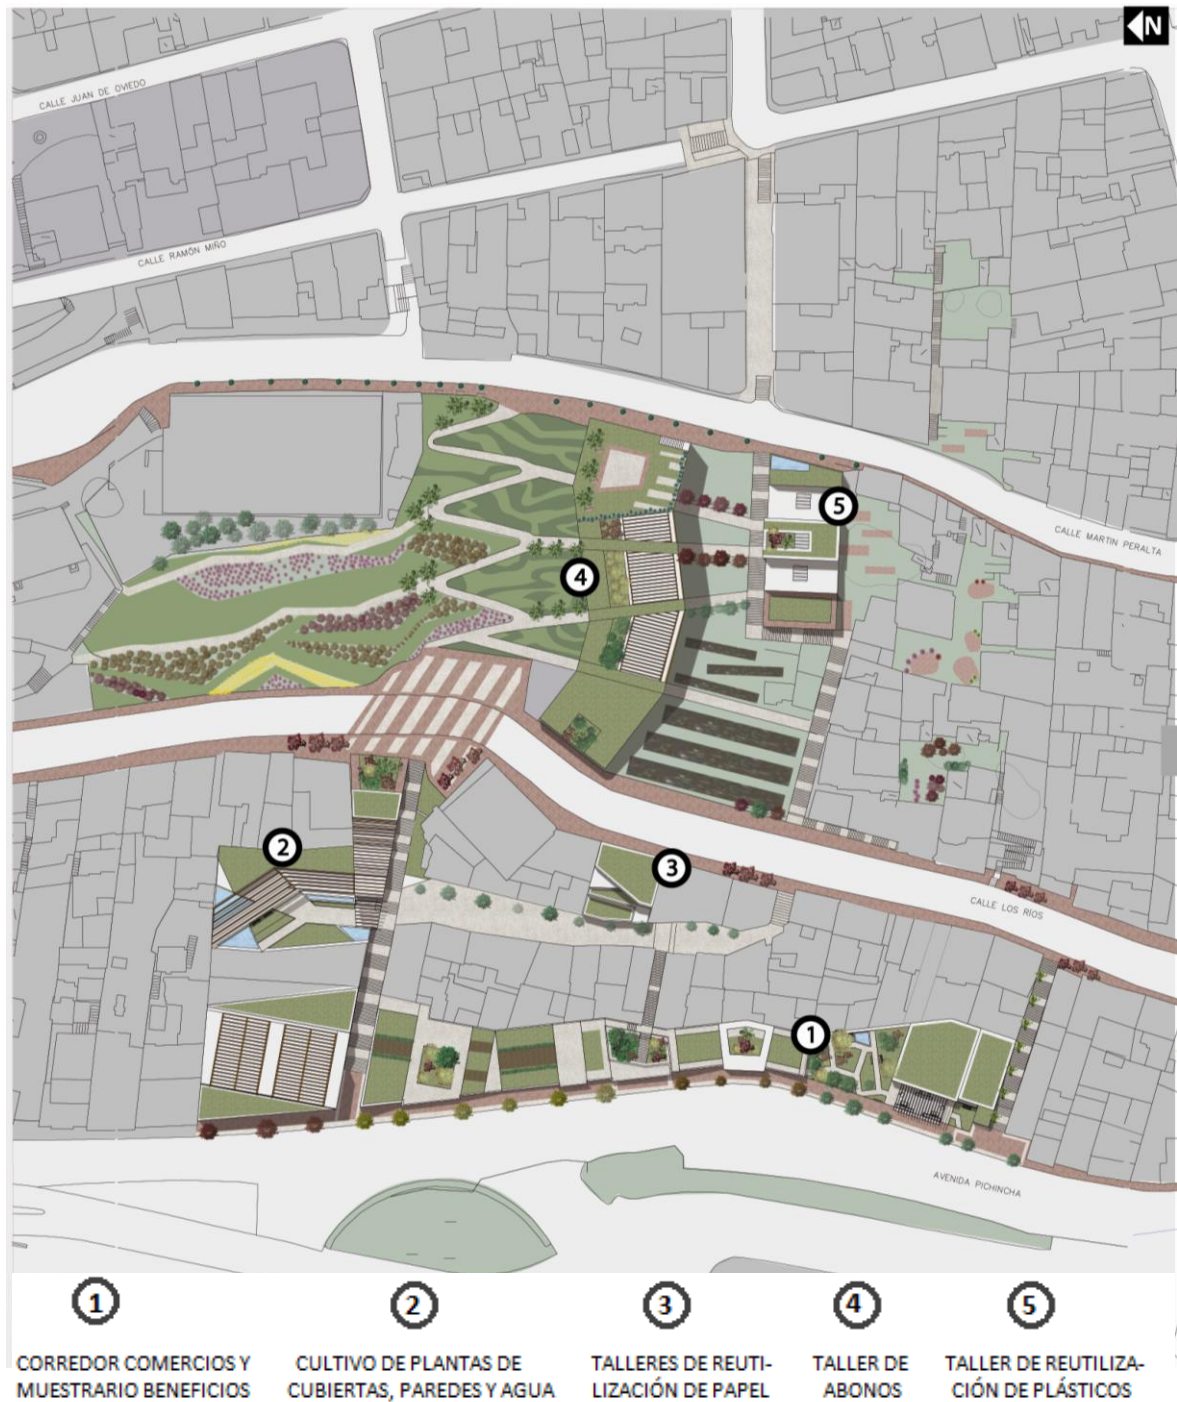 N
CALLE JUAN DE OVIEDO
CALLE RAMÓN MIÑO
5
CALLE MARTIN PERALTA
4
2
3
CALLE LOS RÍOS
1
AVENIDA PICHINCHA
1
CORREDOR COMERCIOS Y
MUESTRARIO BENEFICIOS
2
CULTIVO DE PLANTAS DE
CUBIERTAS, PAREDES Y AGUA
3
TALLERES DE REUTI-
LIZACIÓN DE PAPEL
4
TALLER DE
ABONOS
5
TALLER DE REUTILIZA-
CIÓN DE PLÁSTICOS